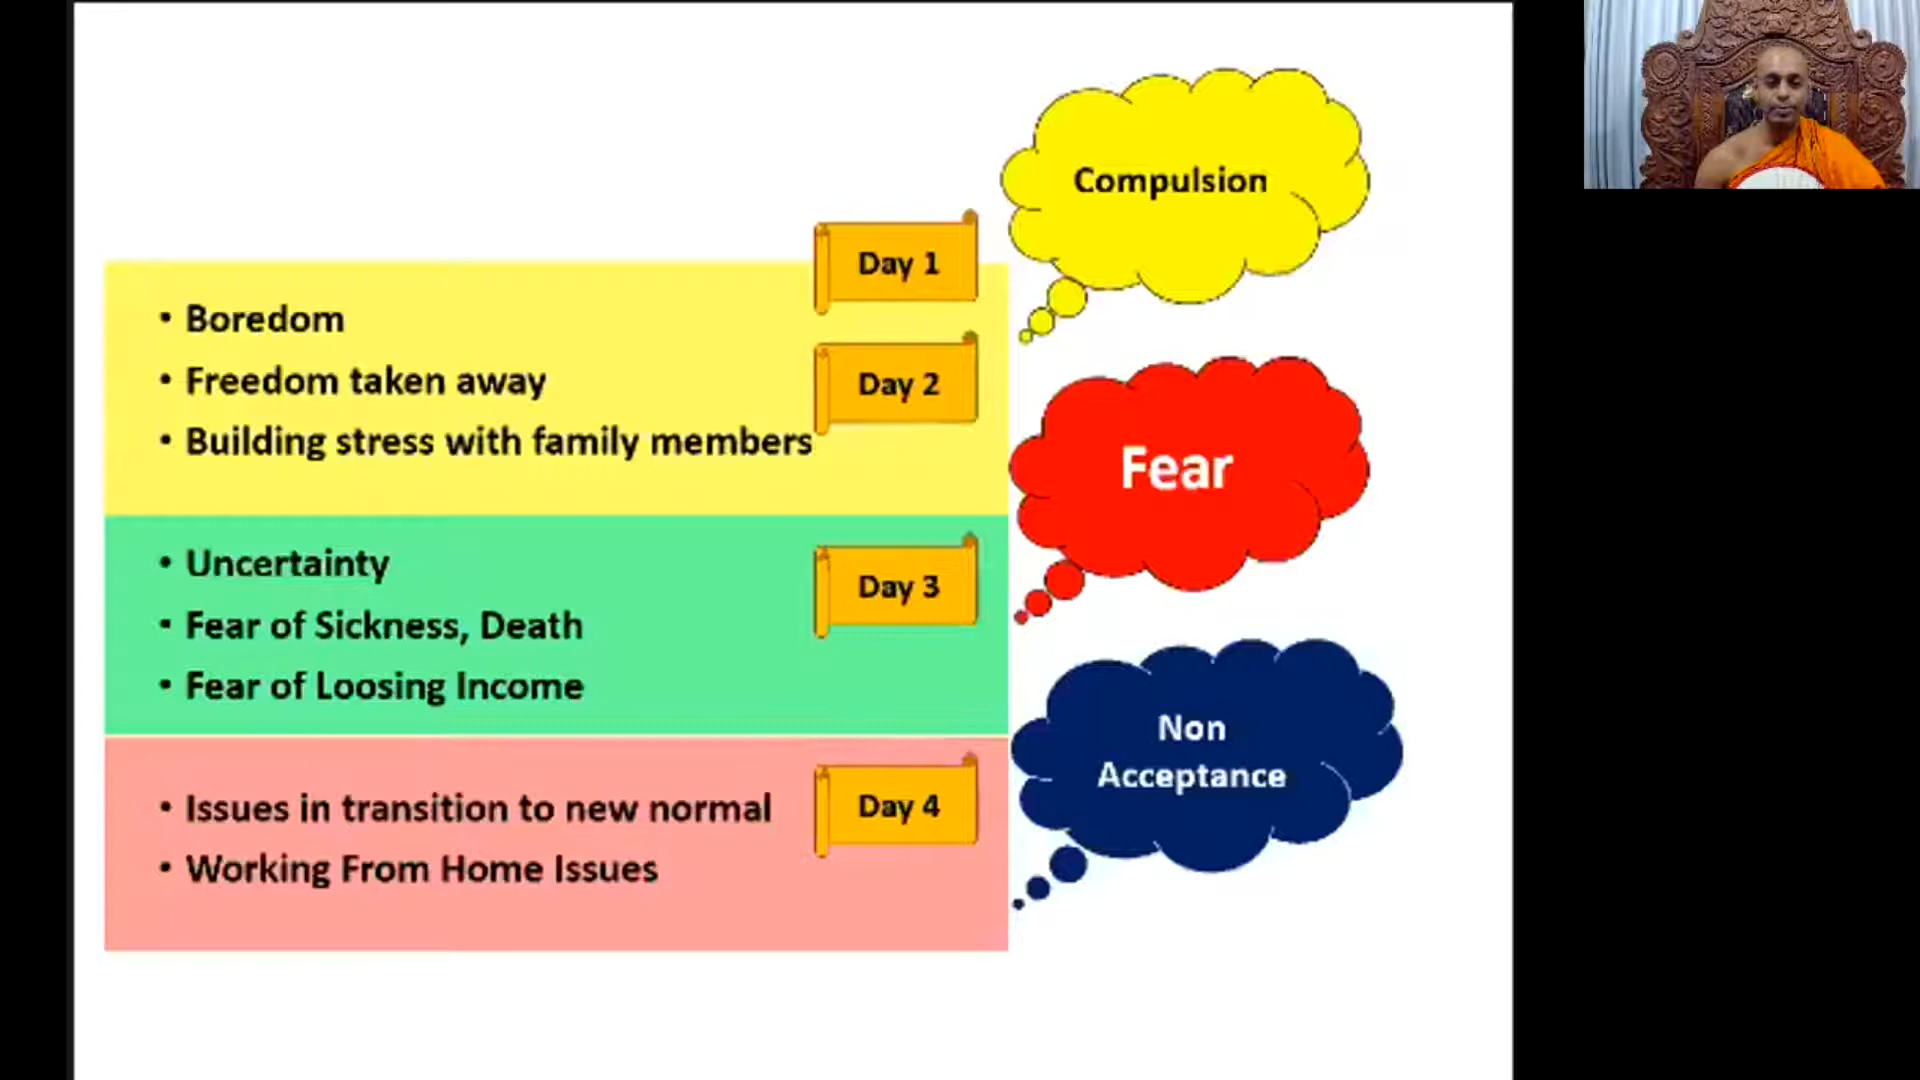 Compulsion
Day 1
• Boredom
• Freedom taken away
Day 2
• Building stress with family members
Fear
• Uncertainty
Day 3
• Fear of Sickness, Death
• Fear of Loosing Income
Non
Acceptance
• Issues in transition to new normal
Day 4
• Working From Home Issues